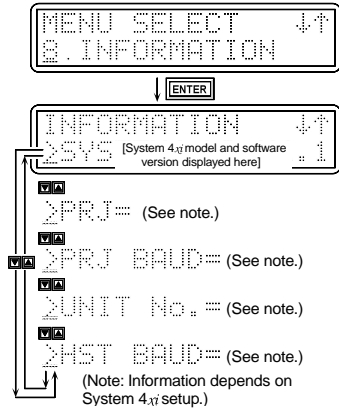 MENU SELECT ↓↑
8.INFORMATION
ENTER
INFORMATION ↓↑
>SYS [System 4xi model and software version displayed here] .1
>PRJ= (See note.)
>PRJ BAUD= (See note.)
>UNIT No.= (See note.)
>HST BAUD= (See note.)
(Note: Information depends on
System 4xi setup.)